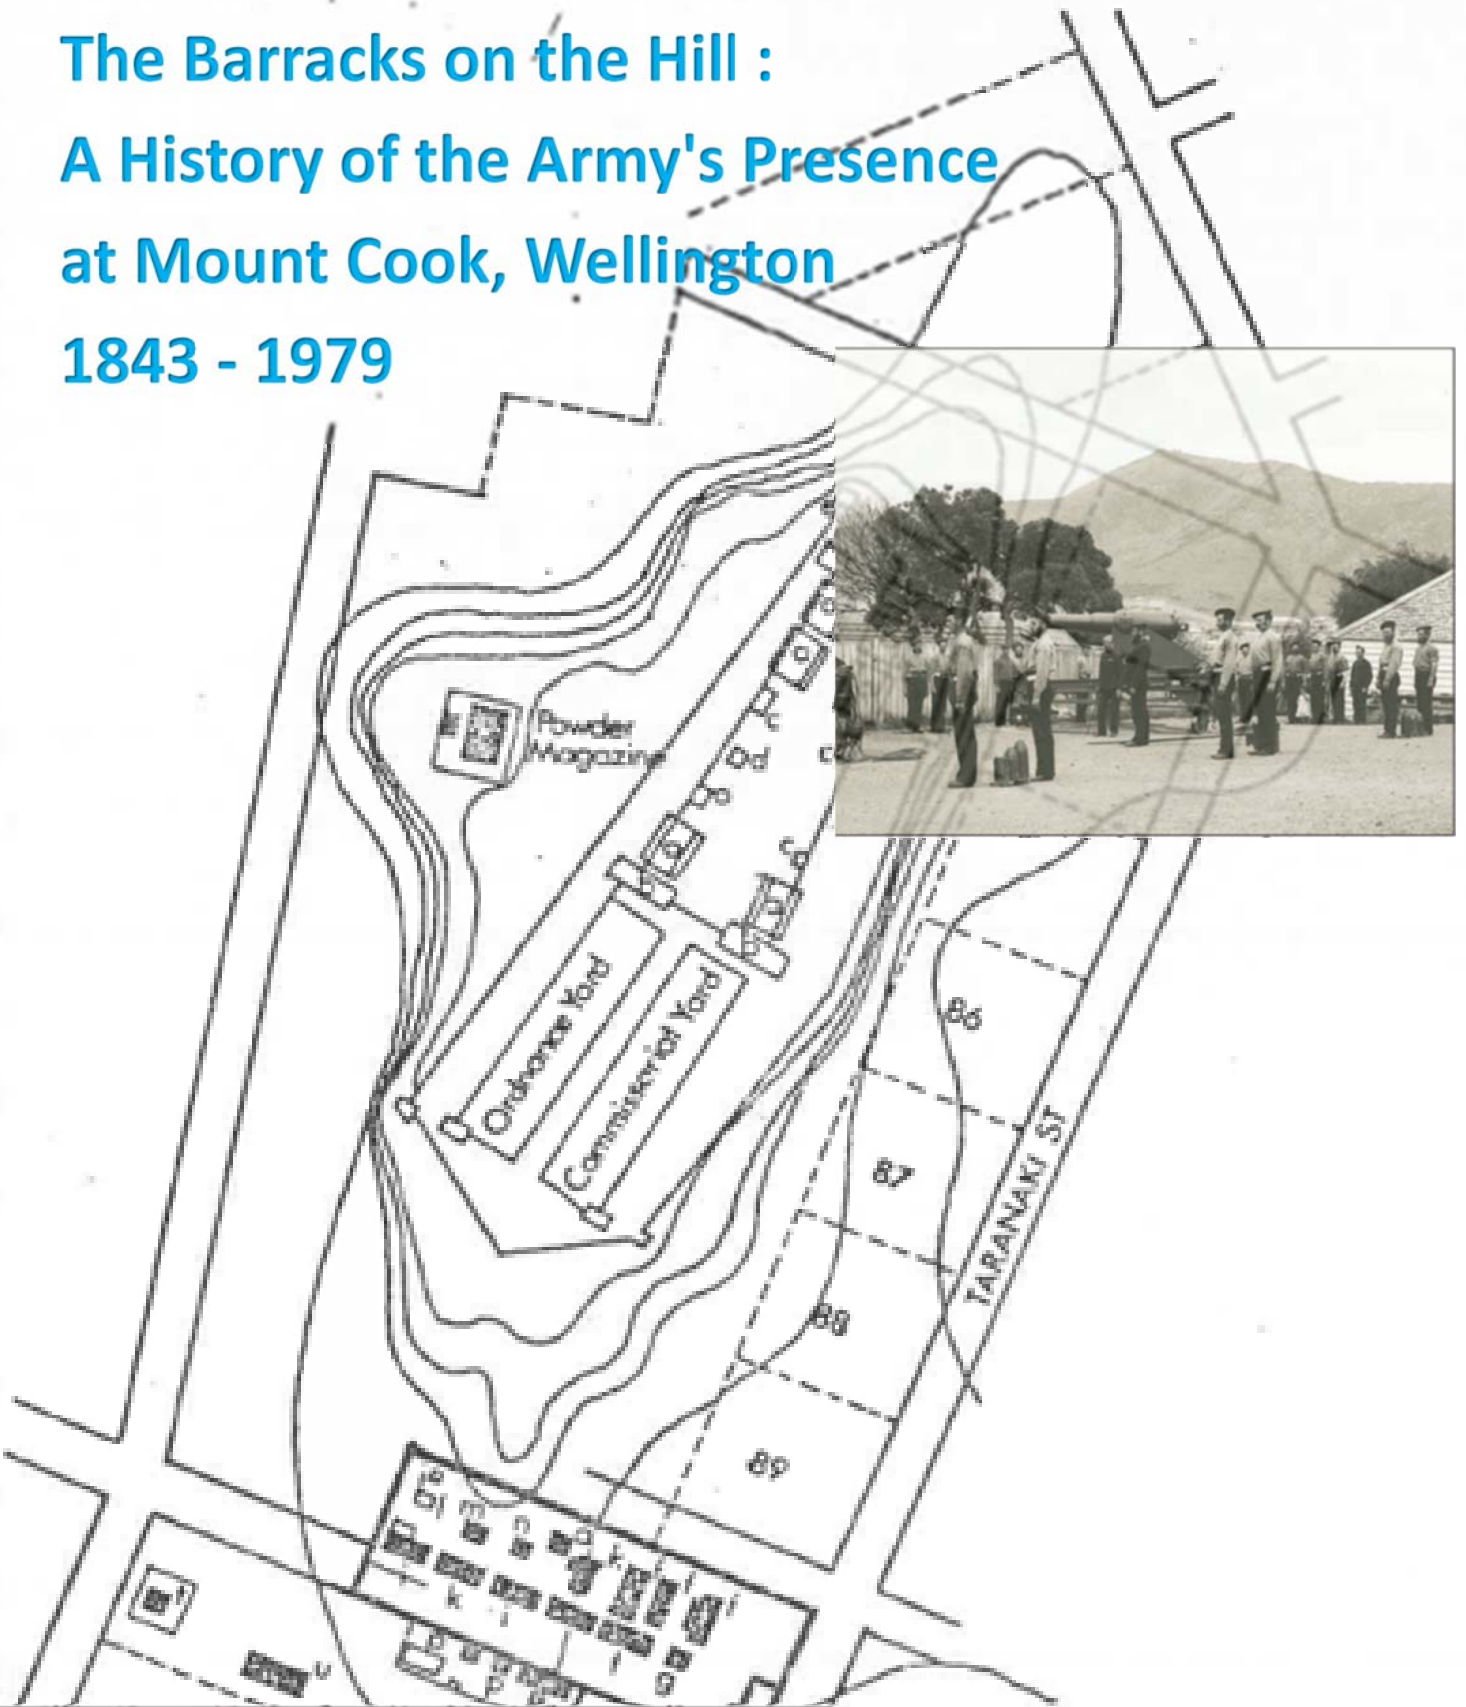 The Barracks on the Hill :
A History of the Army's Presence
at Mount Cook, Wellington
1843 - 1979
Powder
Magazine
d
Ordnance Yard
Commissariat Yard
86
87
88
89
TARANAKI ST
m
n
k
k
l